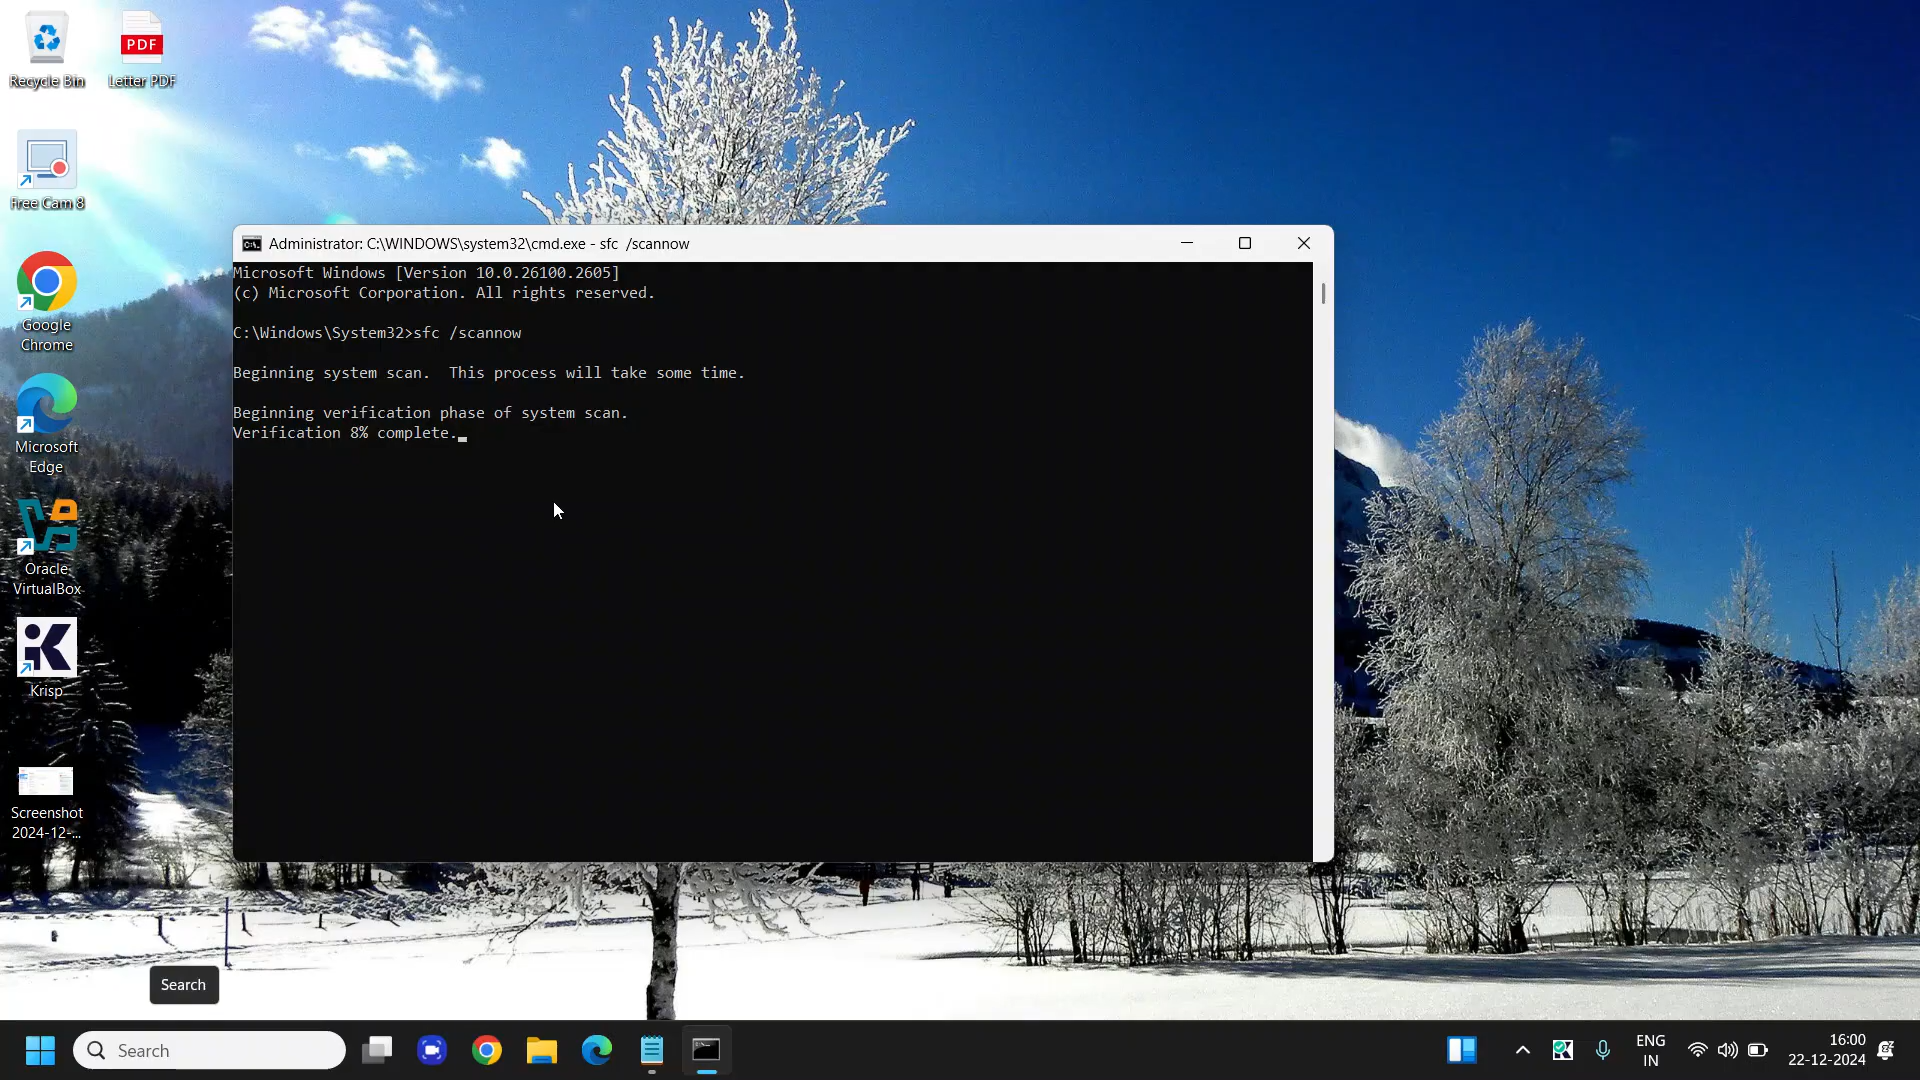 Recycle Bin
PDF
Letter PDF
Free Cam 8
Google
Chrome
Microsoft
Edge
Oracle
VirtualBox
Krisp
Screenshot
2024-12-...
Administrator: C:\WINDOWS\system32\cmd.exe - sfc  /scannow
Microsoft Windows [Version 10.0.26100.2605]
(c) Microsoft Corporation. All rights reserved.
C:\Windows\System32>sfc /scannow
Beginning system scan.  This process will take some time.
Beginning verification phase of system scan.
Verification 8% complete.
Search
Search
ENG
IN
16:00
22-12-2024